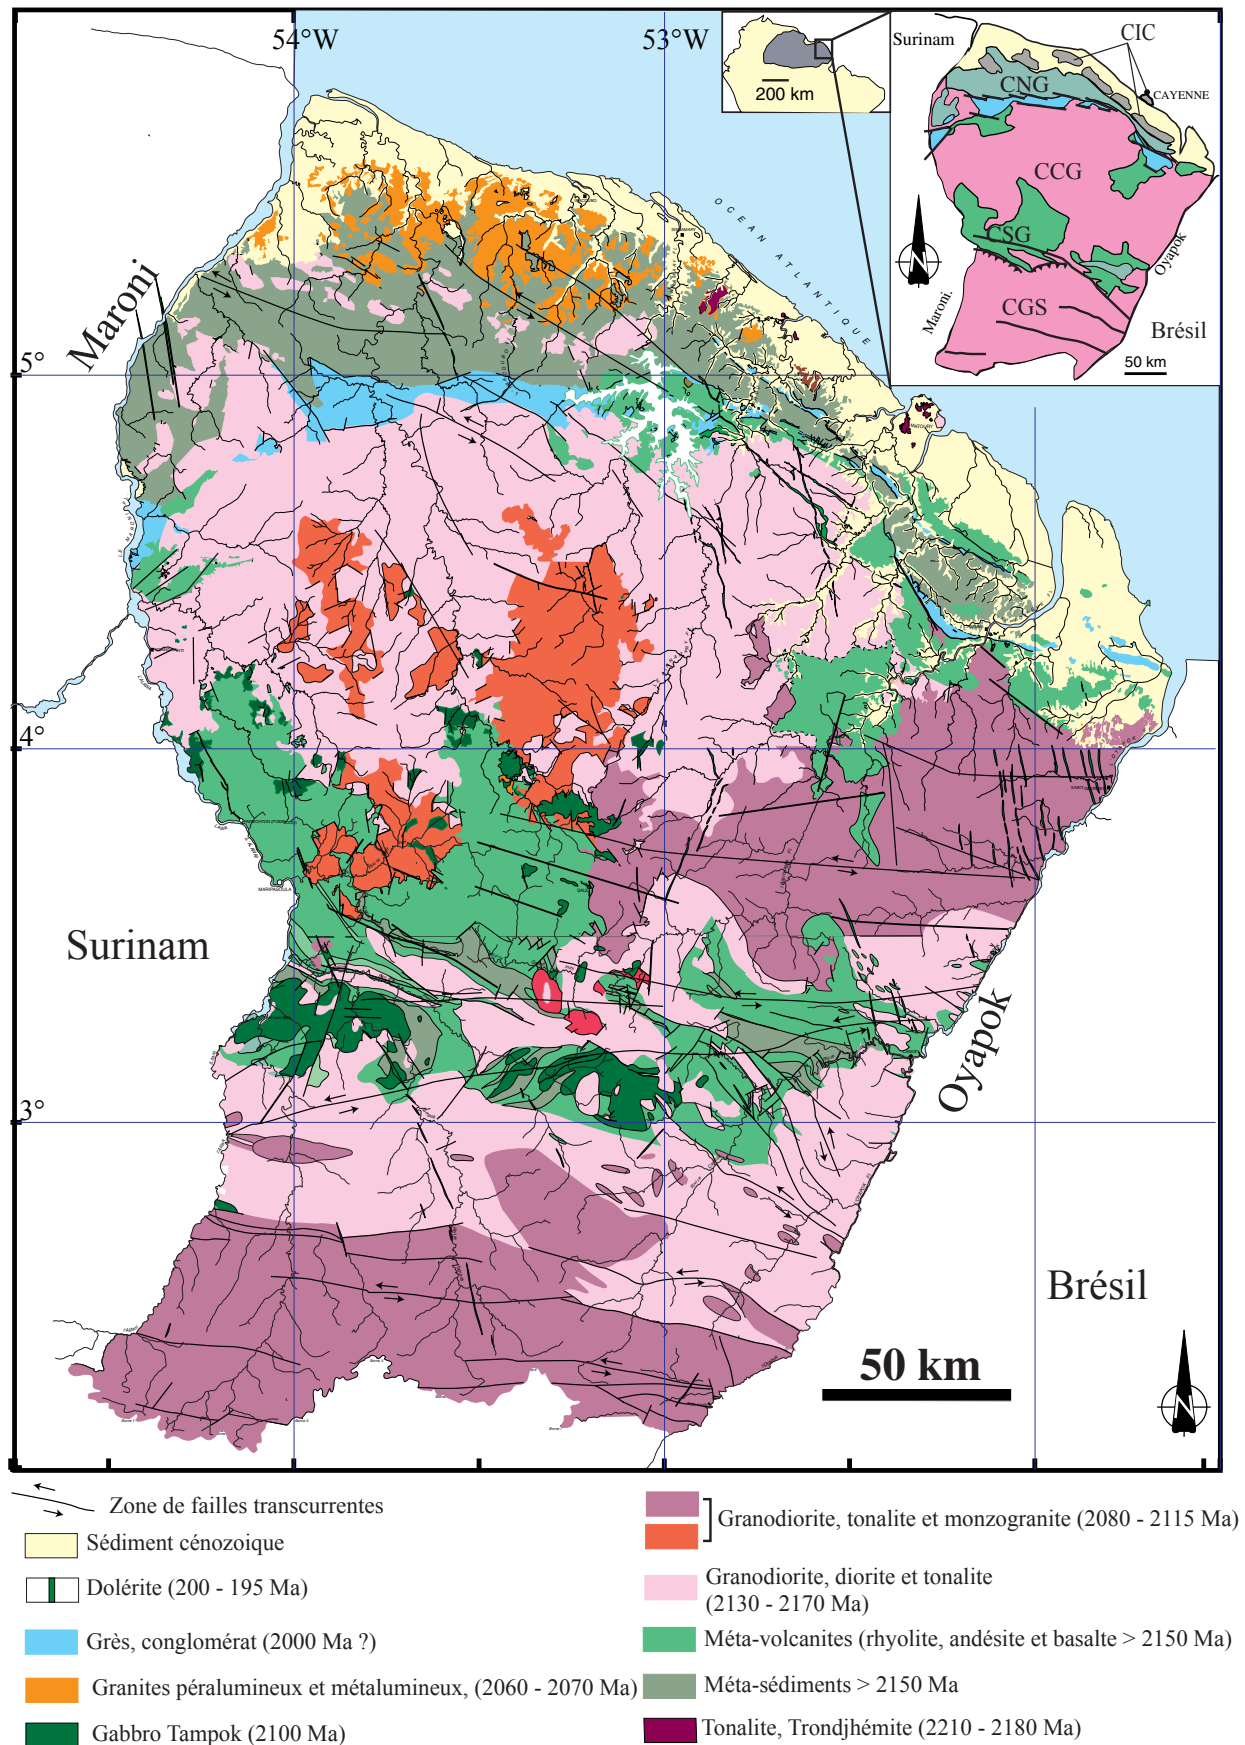 54°W
53°W
200 km
Surinam
CIC
CNG
CAYENNE
CCG
CSG
Oyapok
Maroni.
CGS
Brésil
50 km
OCEAN ATLANTIQUE
Maroni
5°
MATOURY
4°
MARIPASOULA
Surinam
Oyapok
3°
Brésil
50 km
N
Zone de failles transcurrentes
Sédiment cénozoique
Dolérite (200 - 195 Ma)
Grès, conglomérat (2000 Ma ?)
Granites péralumineux et métalumineux, (2060 - 2070 Ma)
Gabbro Tampok (2100 Ma)
Granodiorite, tonalite et monzogranite (2080 - 2115 Ma)
Granodiorite, diorite et tonalite
(2130 - 2170 Ma)
Méta-volcanites (rhyolite, andésite et basalte > 2150 Ma)
Méta-sédiments > 2150 Ma
Tonalite, Trondjhémite (2210 - 2180 Ma)